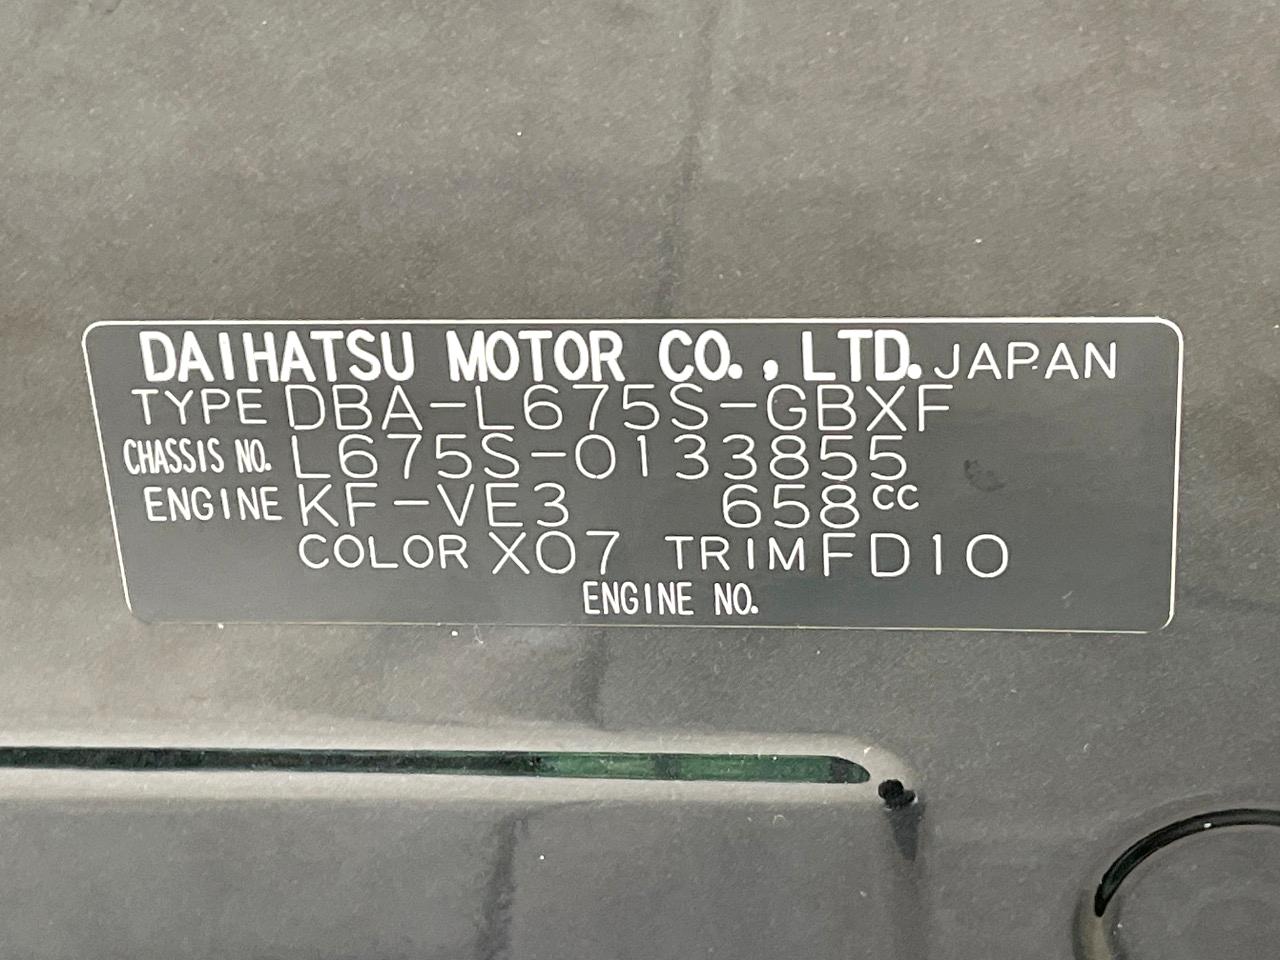 DAIHATSU MOTOR CO., LTD. JAPAN
TYPE DBA-L675S-GBXF
CHASSIS NO. L675S-0133855
ENGINE KF-VE3 658cc
COLOR X07 TRIM FD10
ENGINE NO.